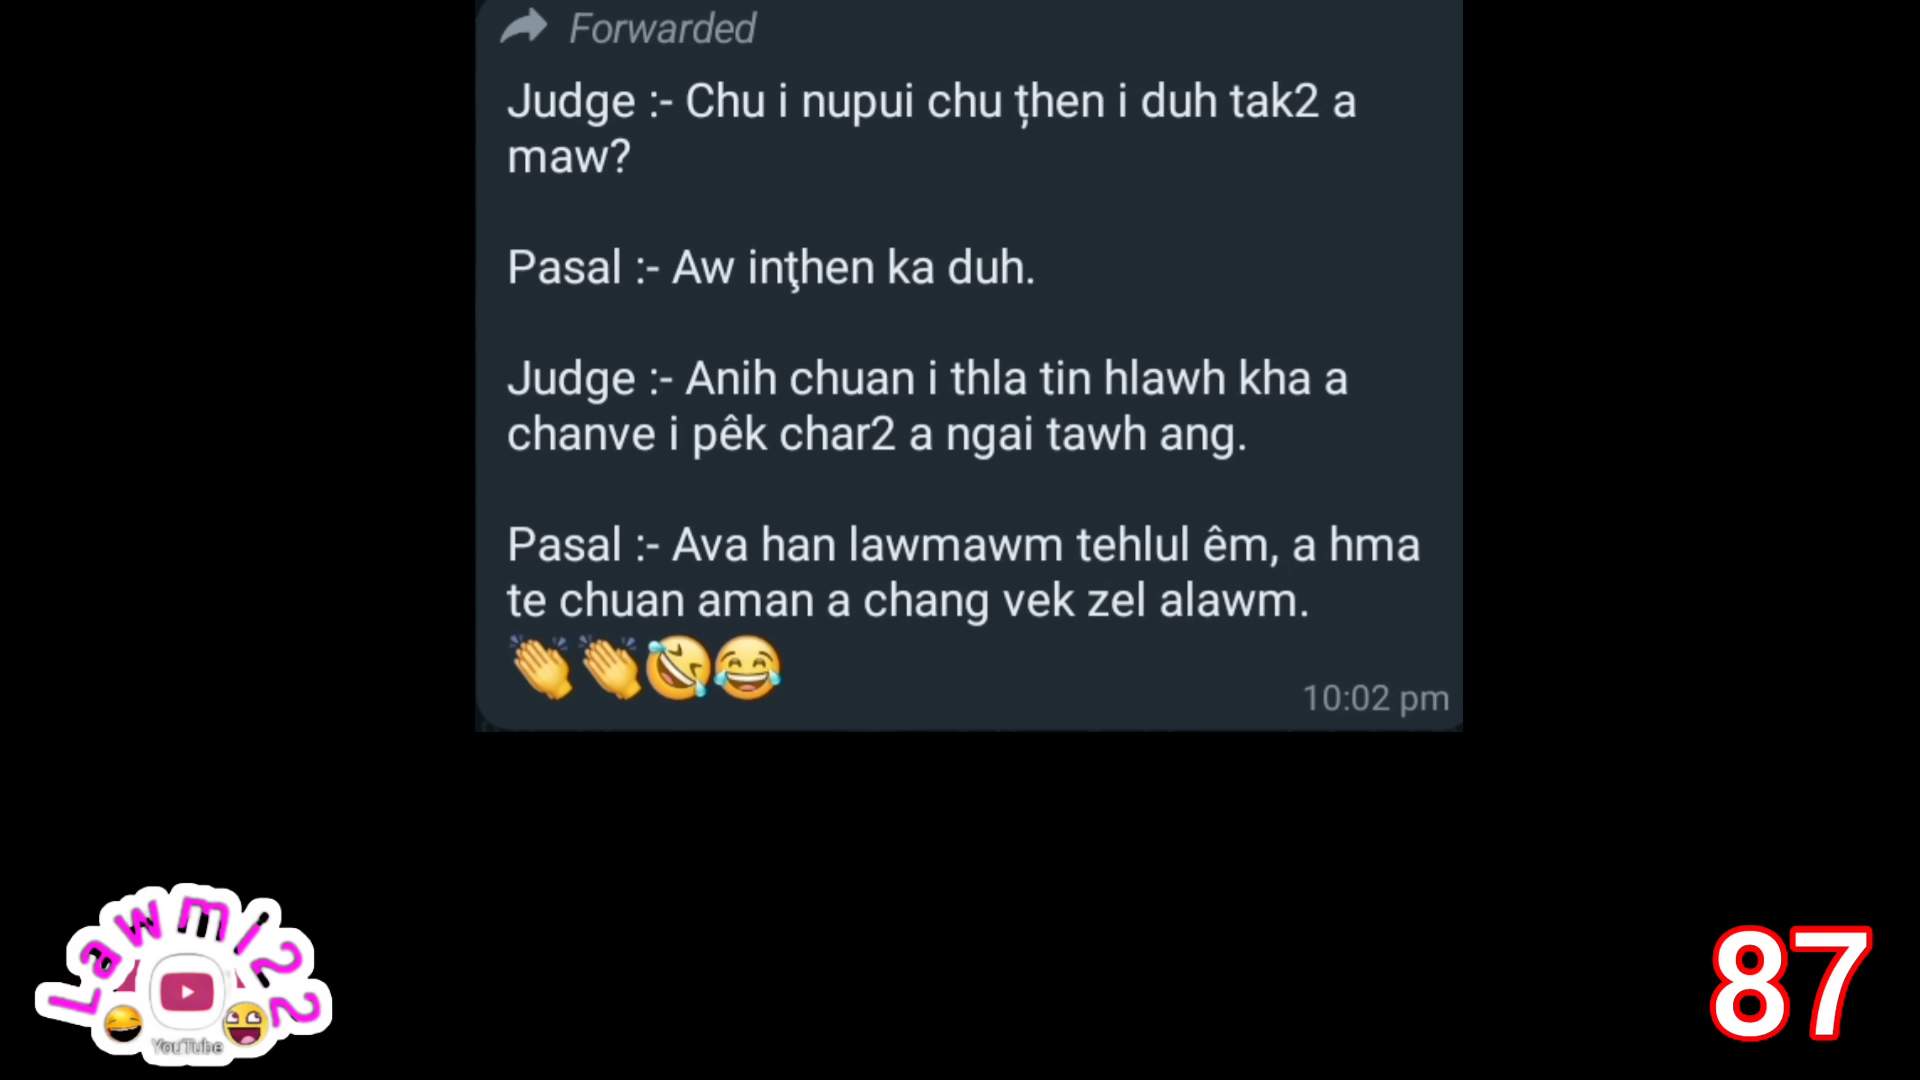 Forwarded
Judge :- Chu i nupui chu țhen i duh tak2 a
maw?
Pasal :- Aw inţhen ka duh.
Judge :- Anih chuan i thla tin hlawh kha a
chanve i pêk char2 a ngai tawh ang.
Pasal :- Ava han lawmawm tehlul êm, a hma
te chuan aman a chang vek zel alawm.
👏👏🤣😂
10:02 pm
Lawmi22
YouTube
87